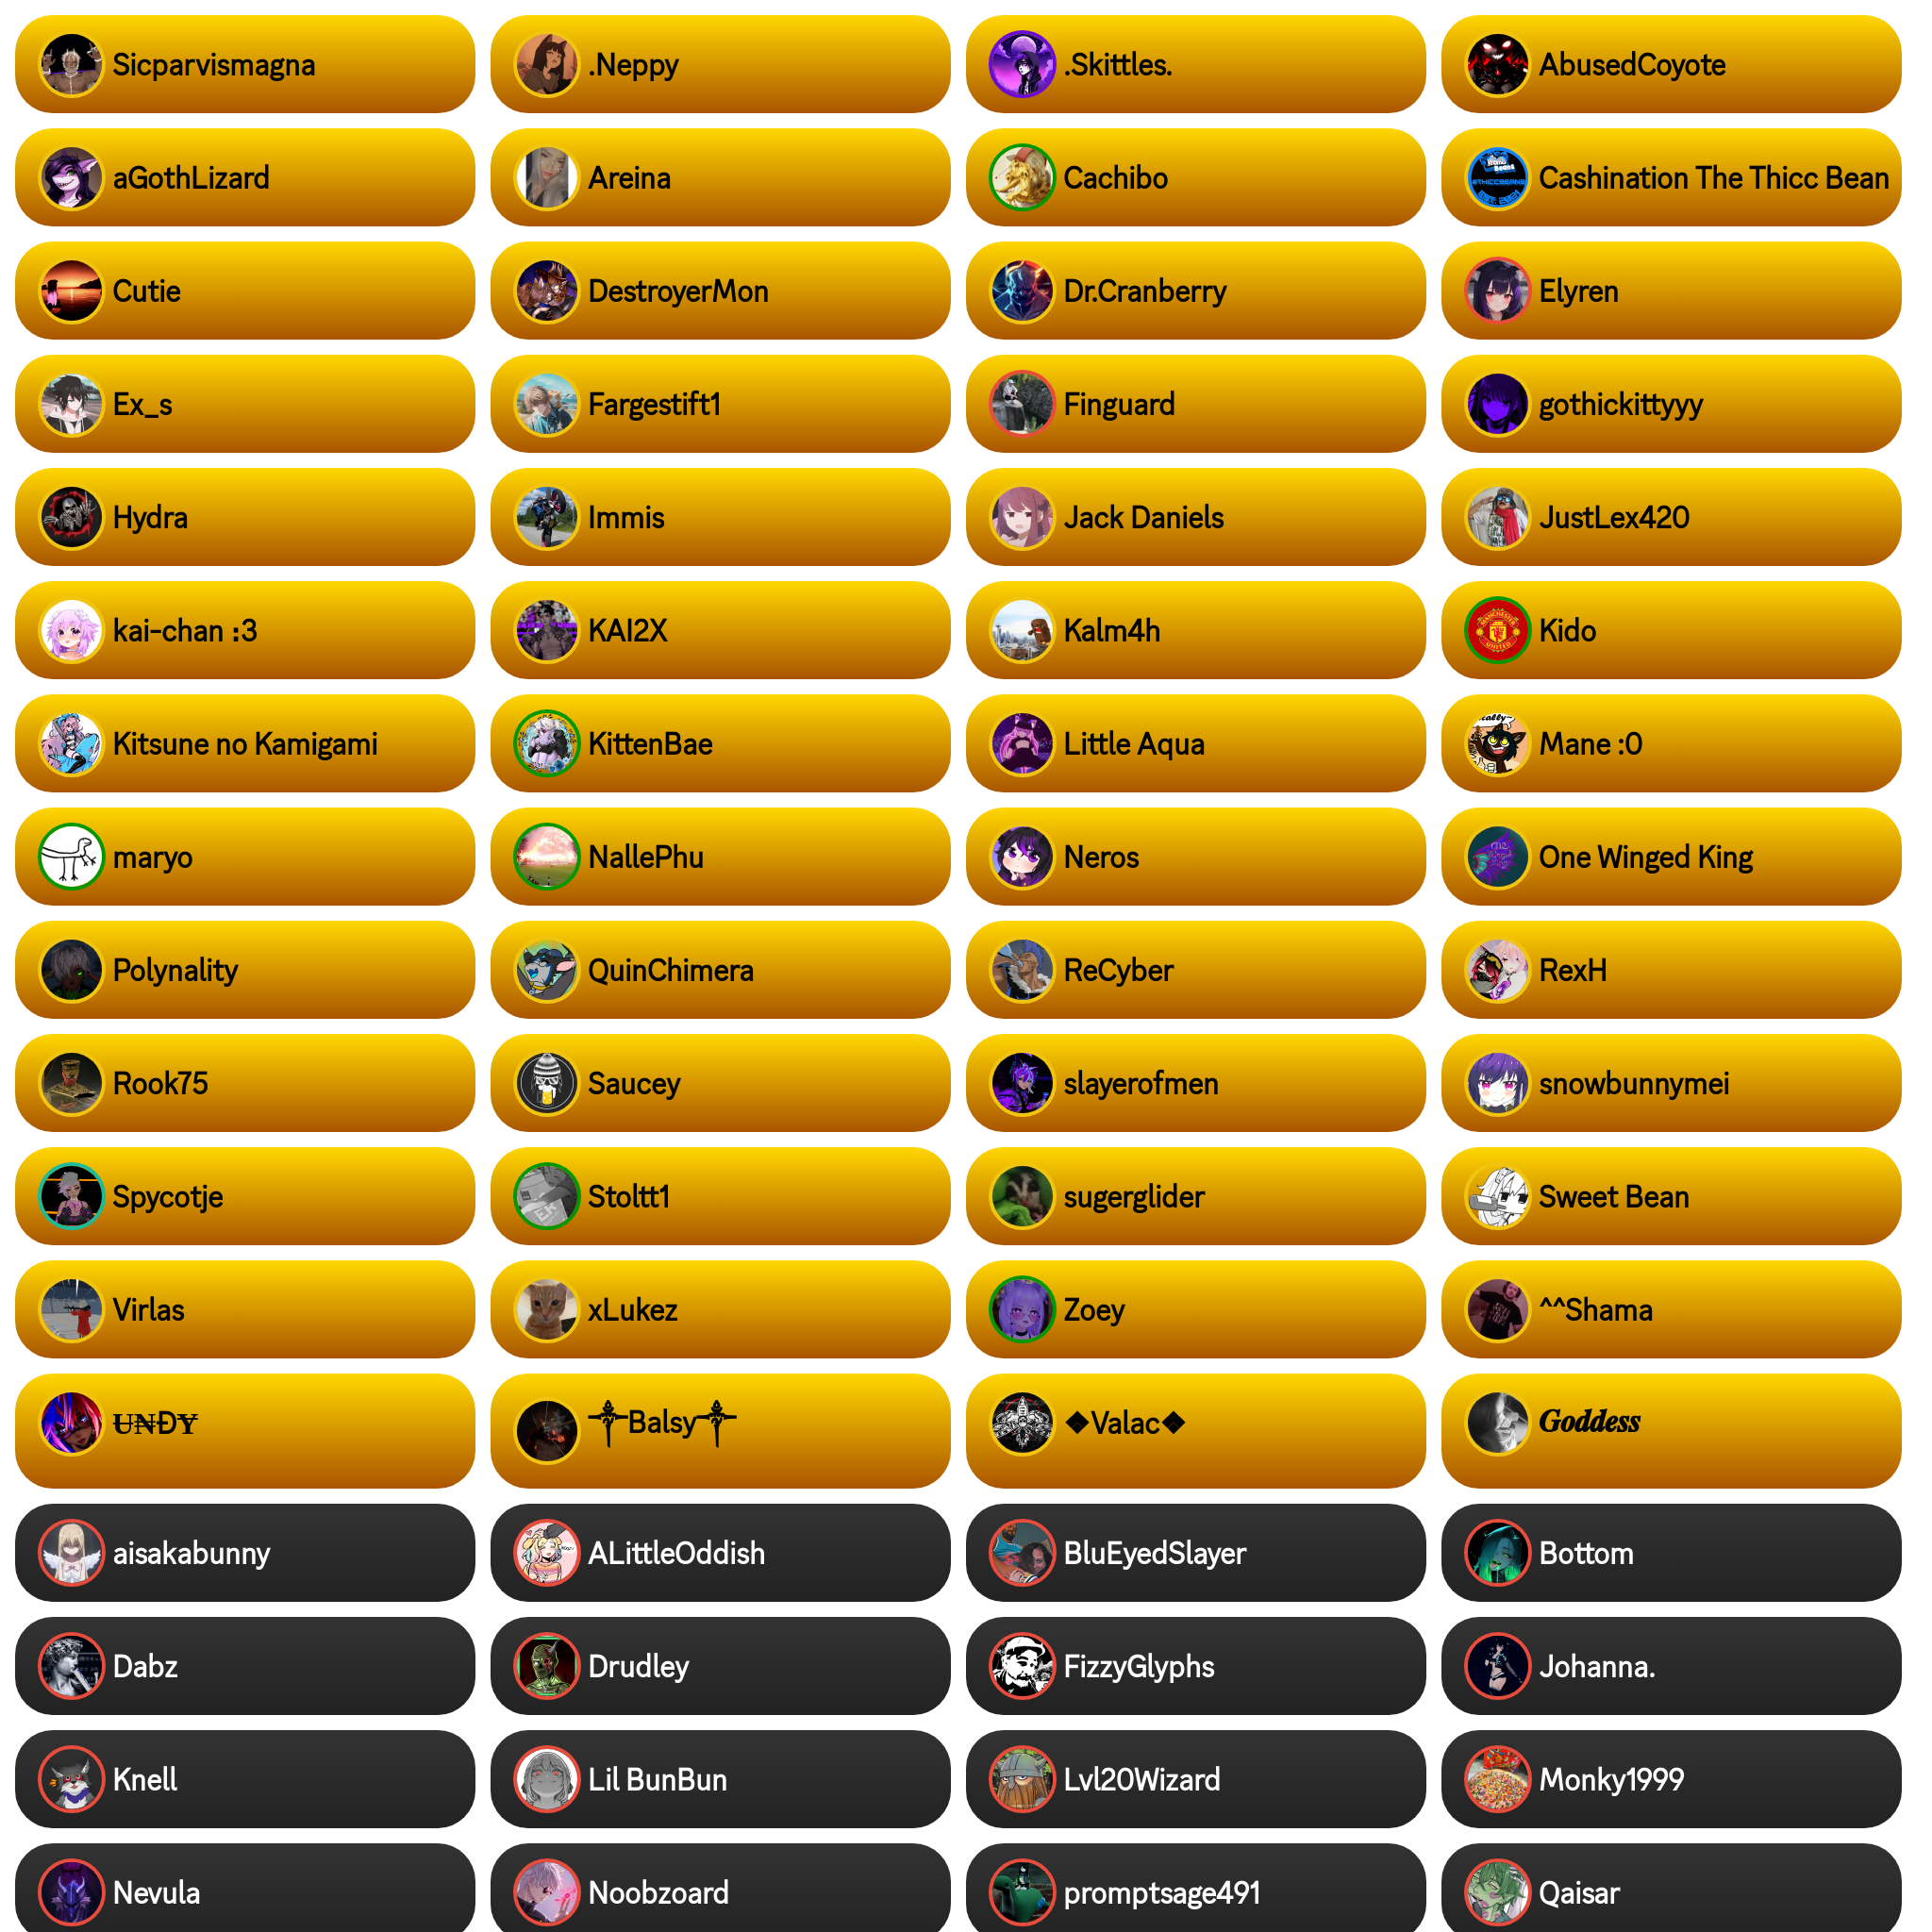 Sicparvismagna
.Neppy
.Skittles.
AbusedCoyote
aGothLizard
Areina
Cachibo
Cashination The Thicc Bean
Cutie
DestroyerMon
Dr.Cranberry
Elyren
Ex_s
Fargestift1
Finguard
gothickittyyy
Hydra
Immis
Jack Daniels
JustLex420
kai-chan :3
KAI2X
Kalm4h
MANCHESTER
UNITED
Kido
Kitsune no Kamigami
KittenBae
Little Aqua
Mane :0
maryo
NallePhu
Neros
One Winged King
Polynality
QuinChimera
ReCyber
RexH
Rook75
Saucey
slayerofmen
snowbunnymei
Spycotje
Stoltt1
sugerglider
Sweet Bean
Virlas
xLukez
Zoey
^^Shama
U̶N̶ĐɎ
༒Balsy༒
◆Valac◆
𝑮𝒐𝒅𝒅𝒆𝒔𝒔
aisakabunny
ALittleOddish
BluEyedSlayer
Bottom
Dabz
Drudley
FizzyGlyphs
Johanna.
Knell
Lil BunBun
Lvl20Wizard
Monky1999
Nevula
Noobzoard
promptsage491
Qaisar